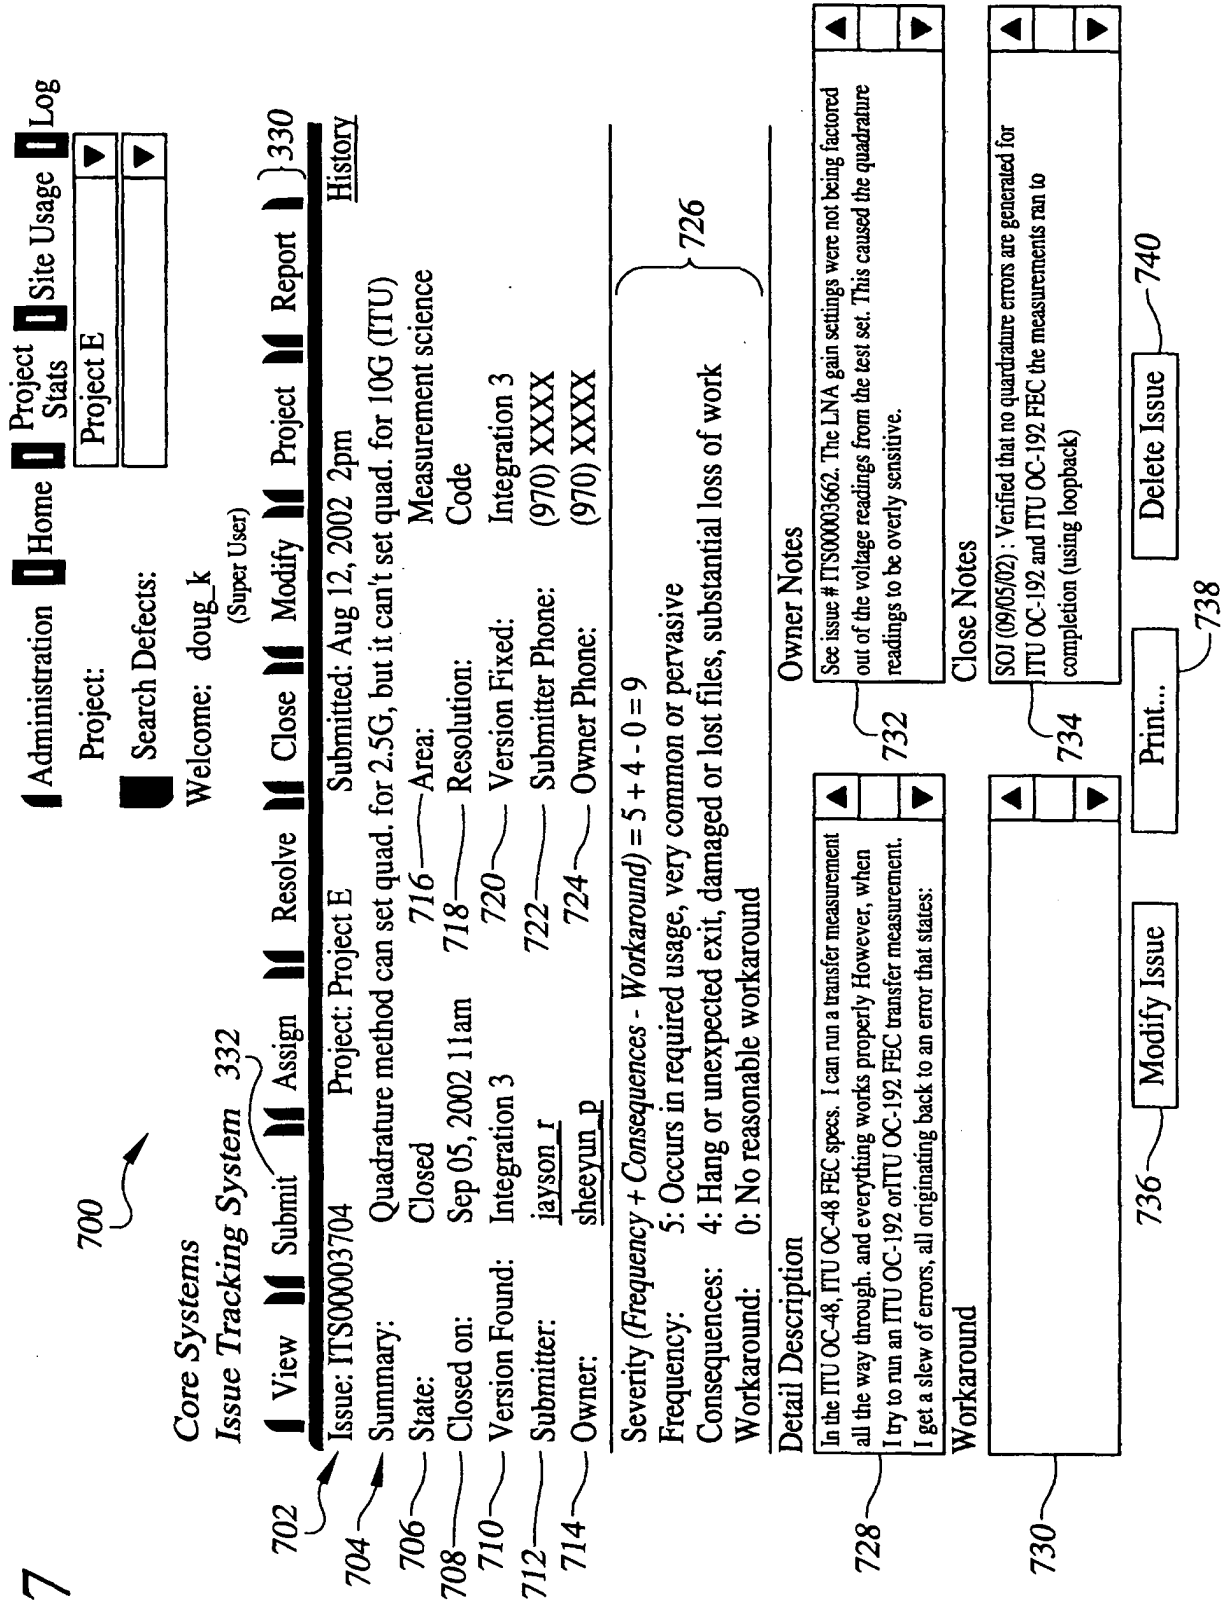 7
700
Core Systems
Issue Tracking System 332
Administration Home Project Stats Site Usage Log
Project: Project E
Search Defects:
Welcome: doug_k
(Super User)
View Submit Assign Resolve Close Modify Project Report 330
702 Issue: ITS00003704 Project: Project E Submitted: Aug 12, 2002 2pm History
704 Summary: Quadrature method can set quad. for 2.5G, but it can't set quad. for 10G (ITU)
706 State: Closed 716 Area: Measurement science
708 Closed on: Sep 05, 2002 11am 718 Resolution: Code
710 Version Found: Integration 3 720 Version Fixed: Integration 3
712 Submitter: jayson_r 722 Submitter Phone: (970) XXXX
714 Owner: sheeyun_p 724 Owner Phone: (970) XXXX
Severity (Frequency + Consequences - Workaround) = 5 + 4 - 0 = 9
Frequency: 5: Occurs in required usage, very common or pervasive
Consequences: 4: Hang or unexpected exit, damaged or lost files, substantial loss of work
Workaround: 0: No reasonable workaround
726
Detail Description
In the ITU OC-48, ITU OC-48 FEC specs. I can run a transfer measurement
all the way through. and everything works properly However, when
I try to run an ITU OC-192 orITU OC-192 FEC transfer measurement.
I get a slew of errors, all originating back to an error that states:
728
Owner Notes
See issue # ITS00003662. The LNA gain settings were not being factored
out of the voltage readings from the test set. This caused the quadrature
readings to be overly sensitive.
732
Workaround
730
Close Notes
SOJ (09/05/02) : Verified that no quardrature errors are generated for
ITU OC-192 and ITU OC-192 FEC the measurements ran to
completion (using loopback)
734
736 Modify Issue Print... 738 Delete Issue 740